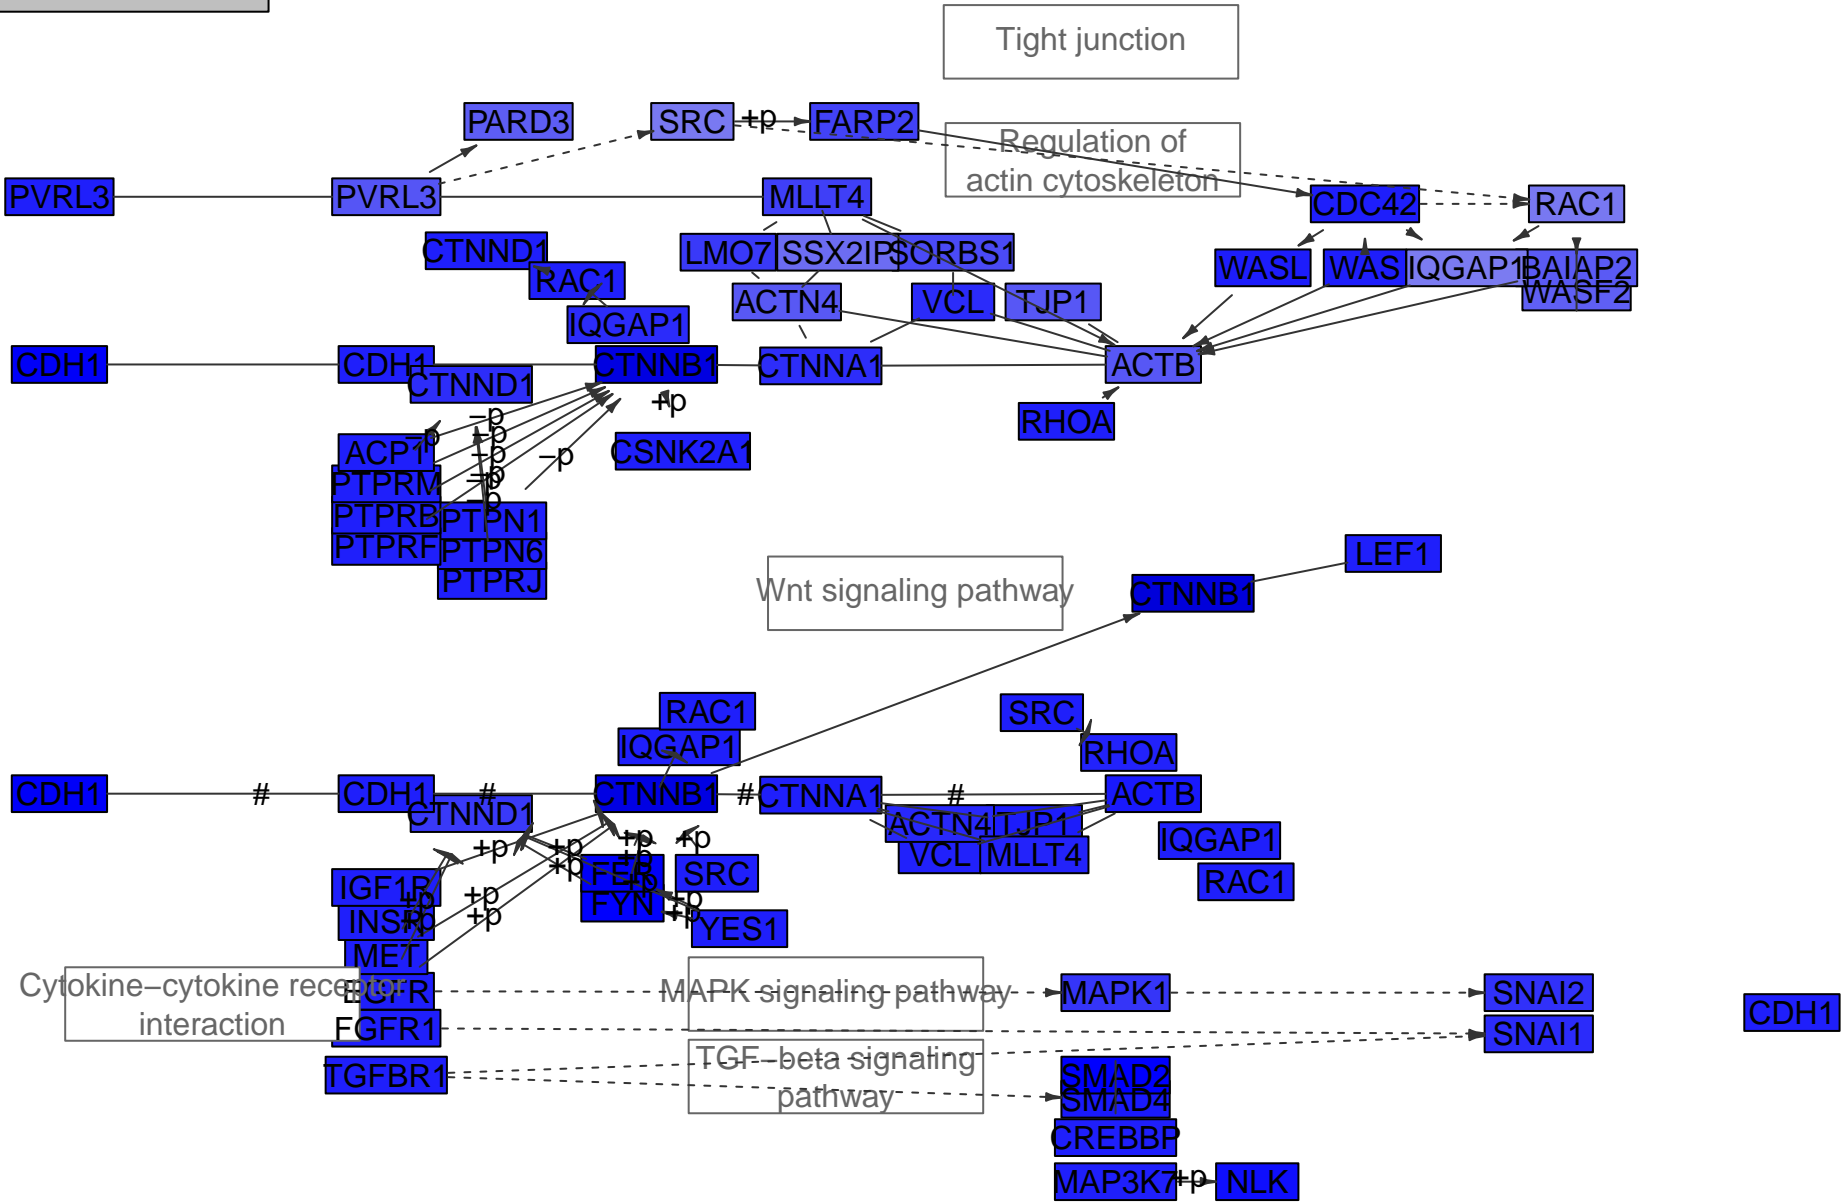 Tight junction
PARD3
SRC
+p
FARP2
Regulation of
actin cytoskeleton
PVRL3
PVRL3
MLLT4
CDC42
RAC1
CTNND1
LMO7
SSX2IP
SORBS1
WASL
WAS
IQGAP1
BAIAP2
RAC1
WASF2
ACTN4
VCL
TJP1
IQGAP1
CDH1
CDH1
CTNNB1
CTNNA1
ACTB
CTNND1
+p
−p
RHOA
−p
−p
ACP1
−p
−p
CSNK2A1
PTPRM
−p
−p
−p
PTPRB
PTPN1
PTPRF
PTPN6
PTPRJ
LEF1
Wnt signaling pathway
CTNNB1
RAC1
SRC
IQGAP1
RHOA
CDH1
#
CDH1
#
CTNNB1
#
CTNNA1
#
ACTB
CTNND1
ACTN4
TJP1
+p
+p
+p
+p
IQGAP1
VCL
MLLT4
+p
+p
FER
SRC
IGF1R
+p
RAC1
+p
+p
+p
FYN
INSR
+p
+p
+p
YES1
MET
Cytokine−cytokine receptor
interaction
EGFR
MAPK signaling pathway
MAPK1
SNAI2
CDH1
FGFR1
SNAI1
TGF−beta signaling
pathway
TGFBR1
SMAD2
SMAD4
CREBBP
MAP3K7
+p
NLK